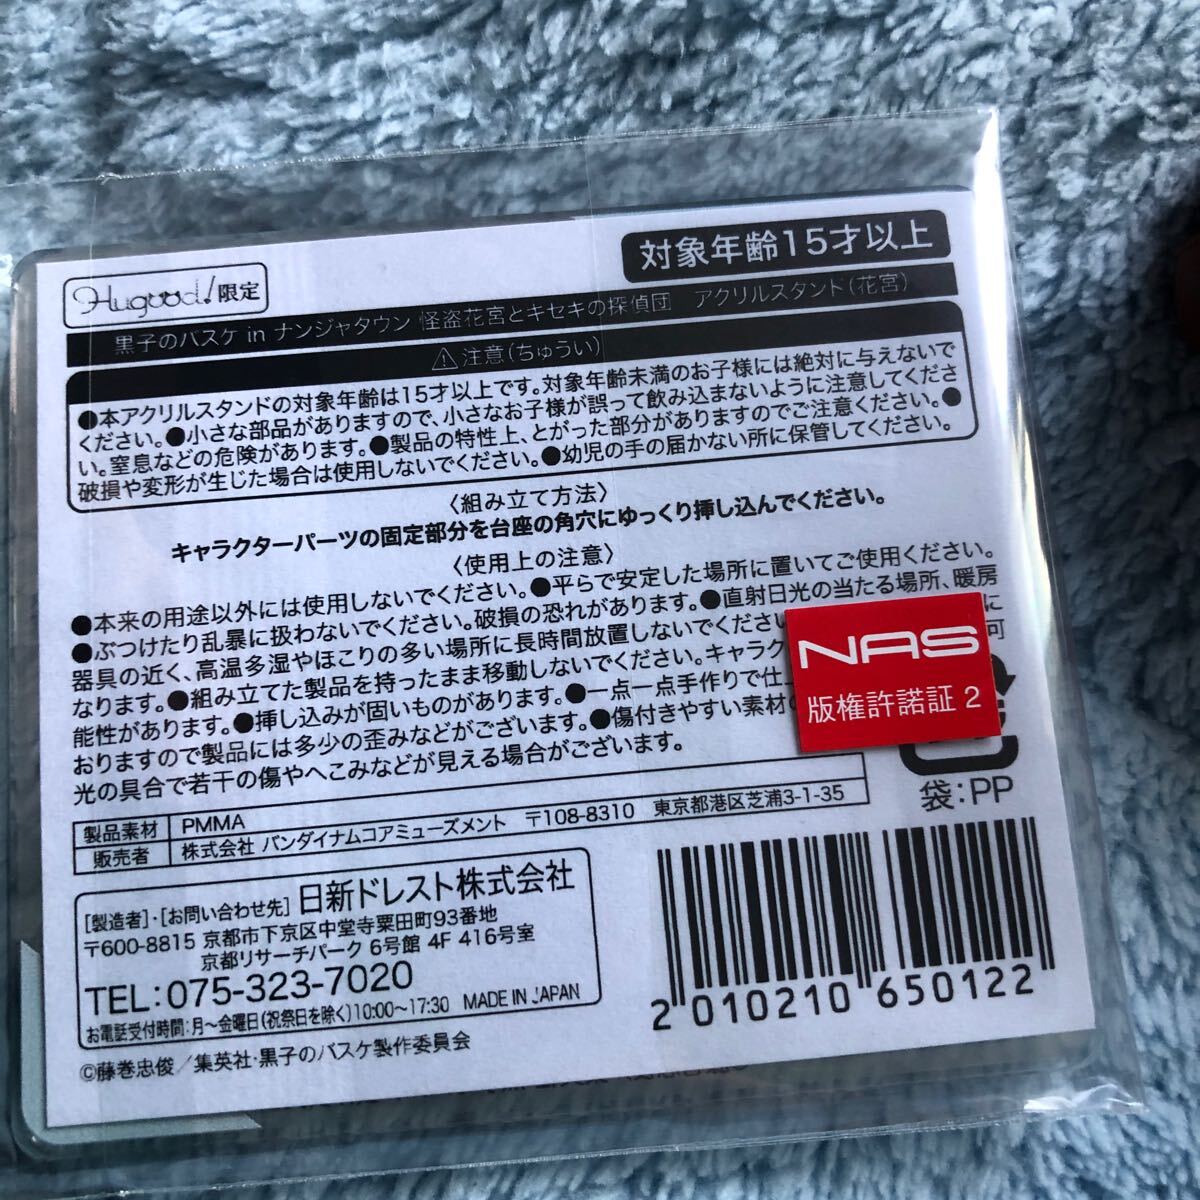 Hugood!限定
対象年齢15才以上
黒子のバスケ in ナンジャタウン 怪盗花宮とキセキの探偵団 アクリルスタンド(花宮)
⚠注意(ちゅうい)
●本アクリルスタンドの対象年齢は15才以上です。対象年齢未満のお子様には絶対に与えないで
ください。●小さな部品がありますので、小さなお子様が誤って飲み込まないように注意してくださ
い。窒息などの危険があります。●製品の特性上、とがった部分がありますのでご注意ください。●
破損や変形が生じた場合は使用しないでください。●幼児の手の届かない所に保管してください。
〈組み立て方法〉
キャラクターパーツの固定部分を台座の角穴にゆっくり挿し込んでください。
〈使用上の注意〉
●本来の用途以外には使用しないでください。●平らで安定した場所に置いてご使用ください。
●ぶつけたり乱暴に扱わないでください。破損の恐れがあります。●直射日光の当たる場所、暖房
器具の近く、高温多湿やほこりの多い場所に長時間放置しないでくださ に
なります。●組み立てた製品を持ったまま移動しないでください。キャラク 可
能性があります。●挿し込みが固いものがあります。●一点一点手作りで仕
おりますので製品には多少の歪みなどがございます。●傷付きやすい素材
光の具合で若干の傷やへこみなどが見える場合がございます。
NAS
版権許諾証 2
袋:PP
製品素材 PMMA
販売者 株式会社 バンダイナムコアミューズメント 〒108-8310 東京都港区芝浦3-1-35
[製造者]・[お問い合わせ先] 日新ドレスト株式会社
〒600-8815 京都市下京区中堂寺粟田町93番地
京都リサーチパーク 6号館 4F 416号室
TEL:075-323-7020
お電話受付時間:月～金曜日(祝祭日を除く)10:00～17:30 MADE IN JAPAN
©藤巻忠俊／集英社・黒子のバスケ製作委員会
2 010210 650122